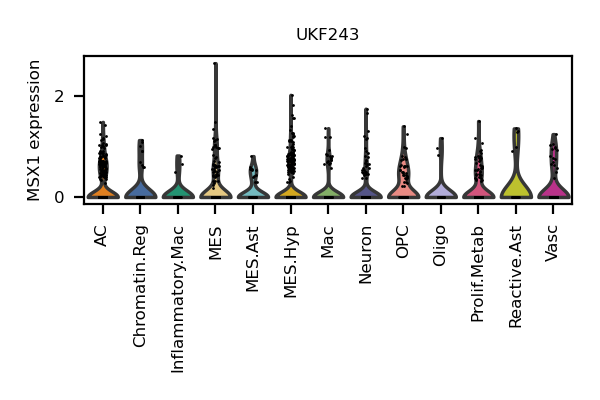 UKF243
MSX1 expression
2
0
AC
Chromatin.Reg
Inflammatory.Mac
MES
MES.Ast
MES.Hyp
Mac
Neuron
OPC
Oligo
Prolif.Metab
Reactive.Ast
Vasc